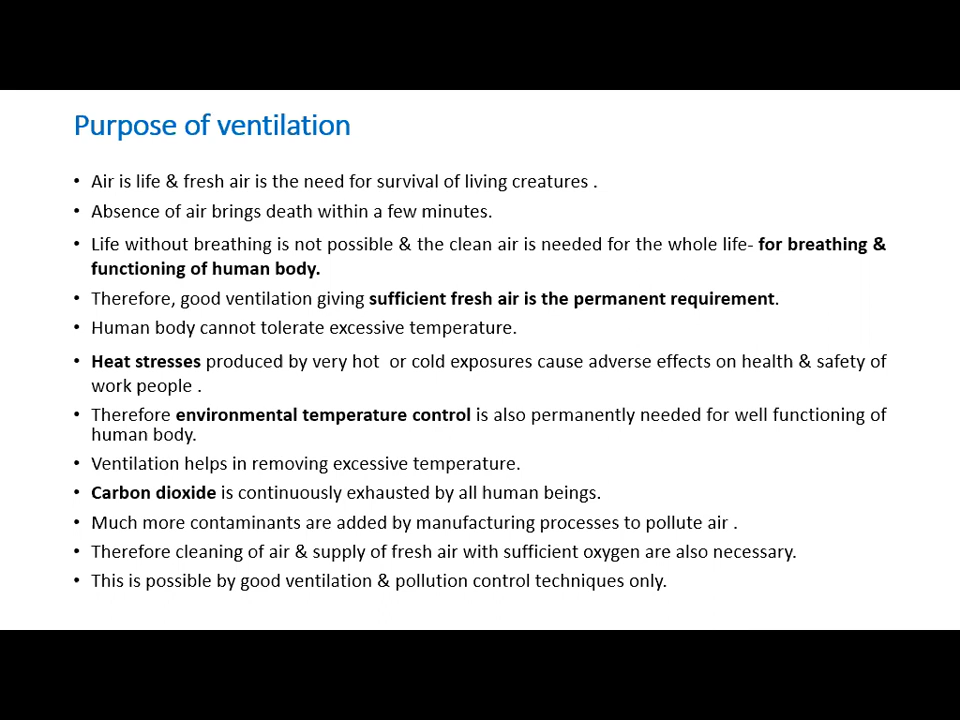 Purpose of ventilation
• Air is life & fresh air is the need for survival of living creatures .
• Absence of air brings death within a few minutes.
• Life without breathing is not possible & the clean air is needed for the whole life- for breathing &
functioning of human body.
• Therefore, good ventilation giving sufficient fresh air is the permanent requirement.
• Human body cannot tolerate excessive temperature.
• Heat stresses produced by very hot  or cold exposures cause adverse effects on health & safety of
work people .
• Therefore environmental temperature control is also permanently needed for well functioning of
human body.
• Ventilation helps in removing excessive temperature.
• Carbon dioxide is continuously exhausted by all human beings.
• Much more contaminants are added by manufacturing processes to pollute air .
• Therefore cleaning of air & supply of fresh air with sufficient oxygen are also necessary.
• This is possible by good ventilation & pollution control techniques only.